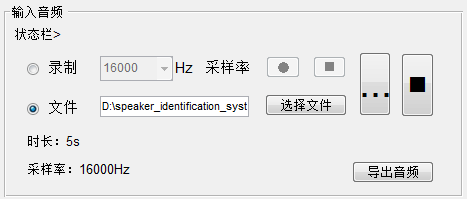 输入音频
状态栏>
录制 16000 Hz 采样率
文件 D:\speaker_identification_syst 选择文件 ...
时长：5s
采样率：16000Hz 导出音频